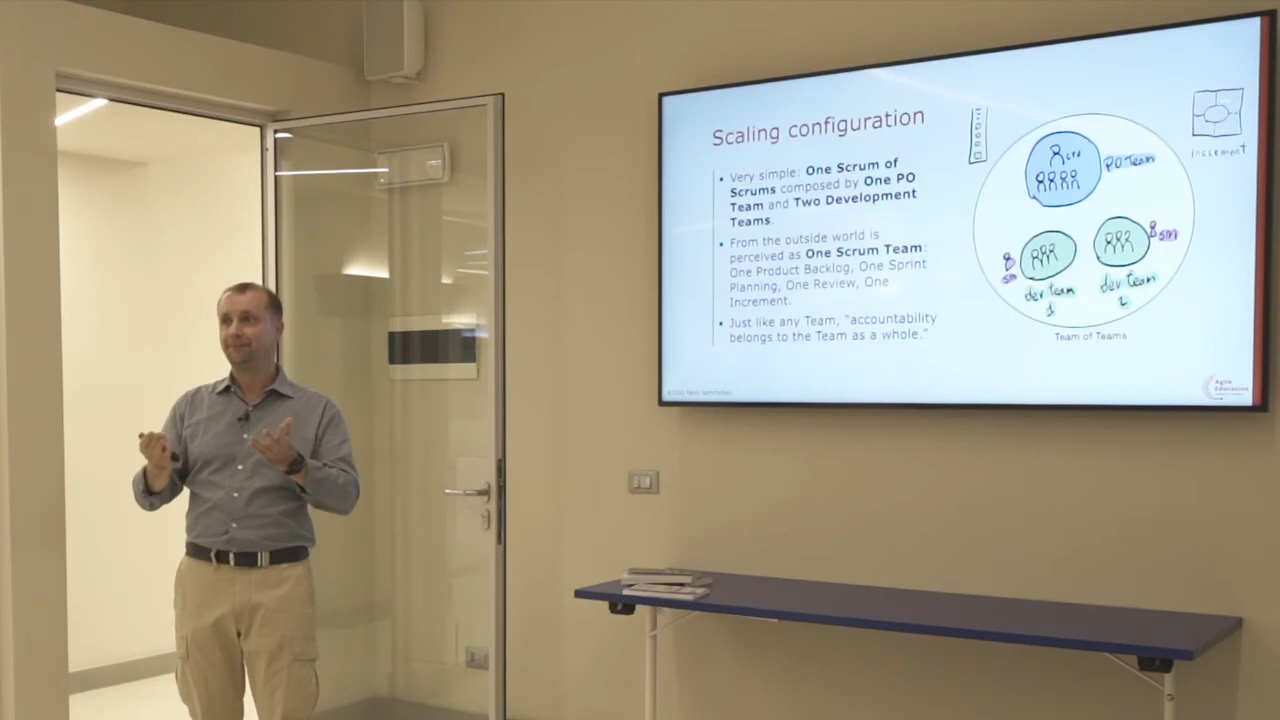 Scaling configuration
• Very simple: One Scrum of
Scrums composed by One PO
Team and Two Development
Teams.
• From the outside world is
perceived as One Scrum Team:
One Product Backlog, One Sprint
Planning, One Review, One
Increment.
• Just like any Team, “accountability
belongs to the Team as a whole.”
PO Team
increment
sm
sm
dev team
1
dev team
2
Team of Teams
Agile
Education